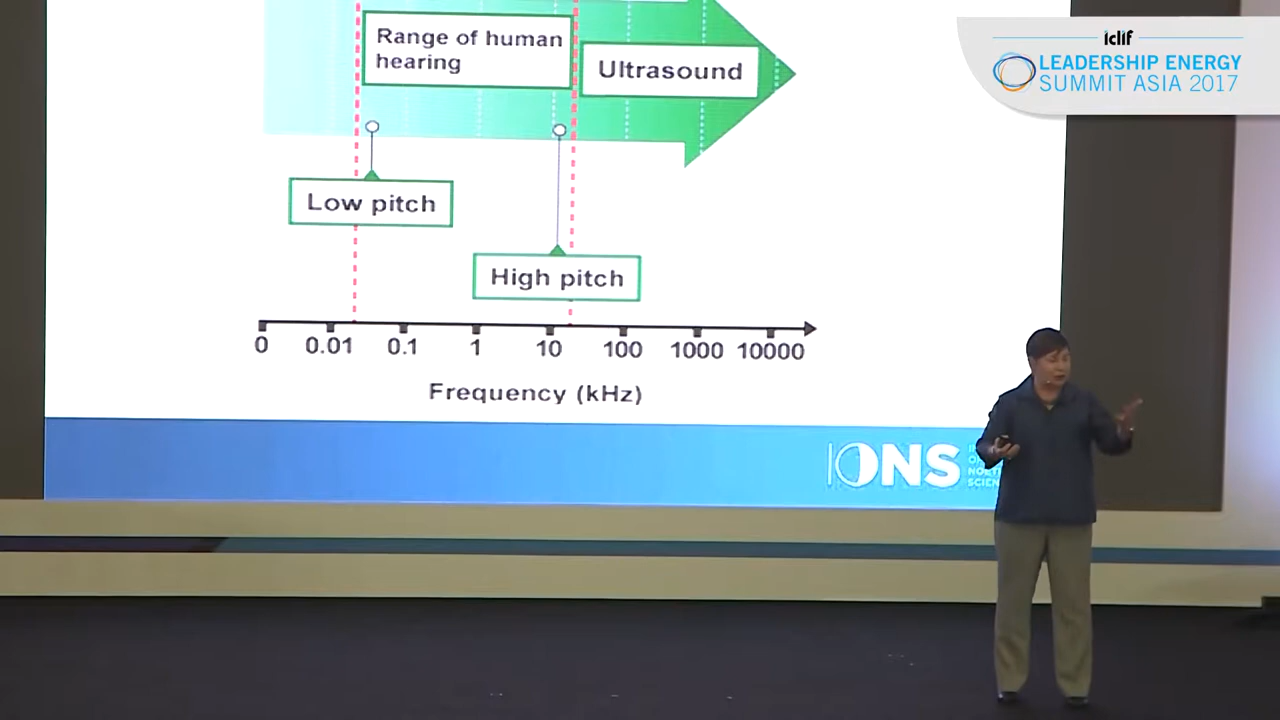 Range of human
hearing
Ultrasound
Low pitch
High pitch
0 0.01 0.1 1 10 100 1000 10000
Frequency (kHz)
IONS
iclif
LEADERSHIP ENERGY
SUMMIT ASIA 2017